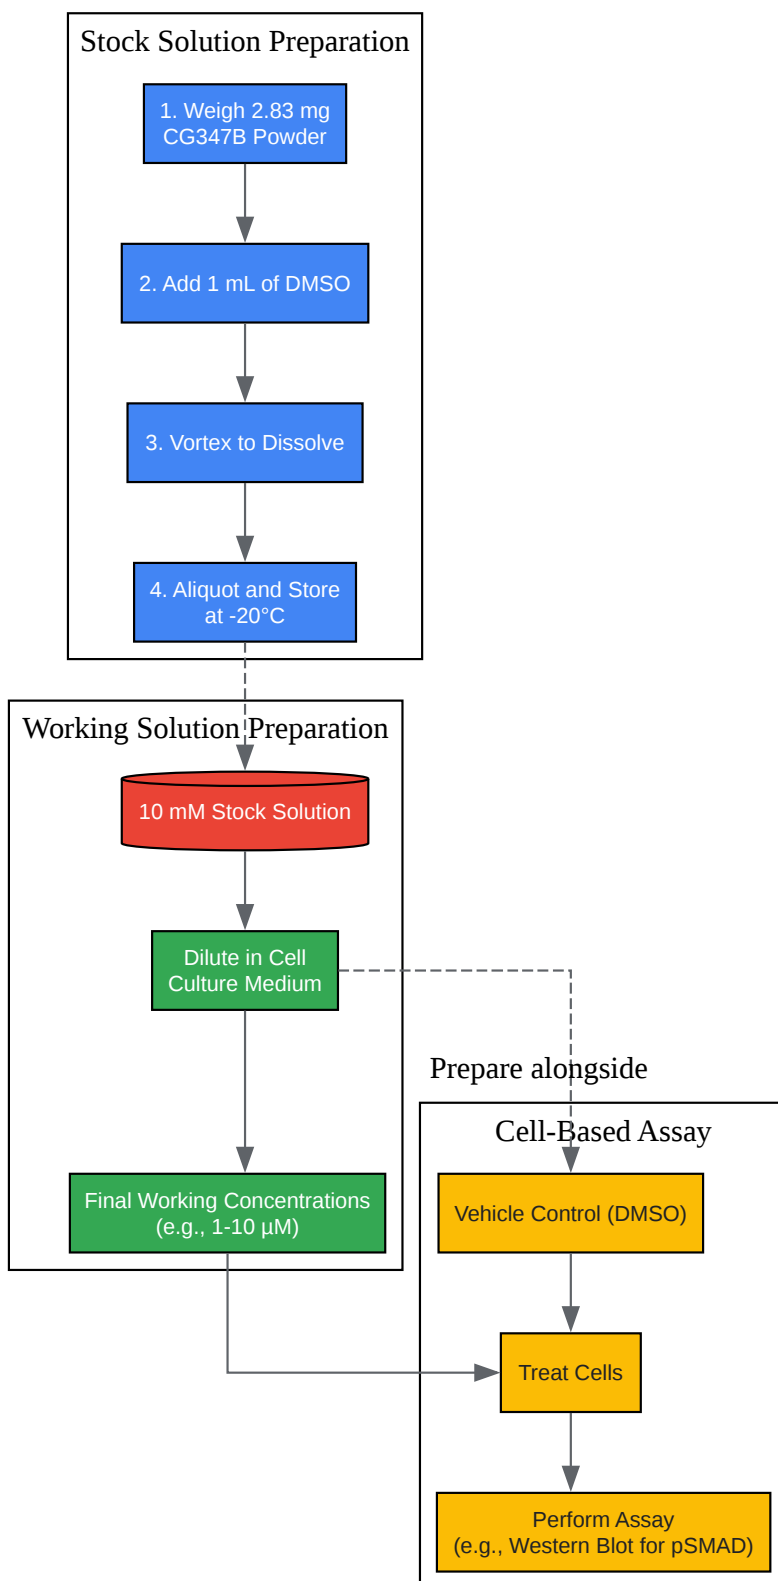 Stock Solution Preparation
1. Weigh 2.83 mg
CG347B Powder
2. Add 1 mL of DMSO
3. Vortex to Dissolve
4. Aliquot and Store
at -20°C
Working Solution Preparation
10 mM Stock Solution
Dilute in Cell
Culture Medium
Prepare alongside
Cell-Based Assay
Final Working Concentrations
(e.g., 1-10 µM)
Vehicle Control (DMSO)
Treat Cells
Perform Assay
(e.g., Western Blot for pSMAD)